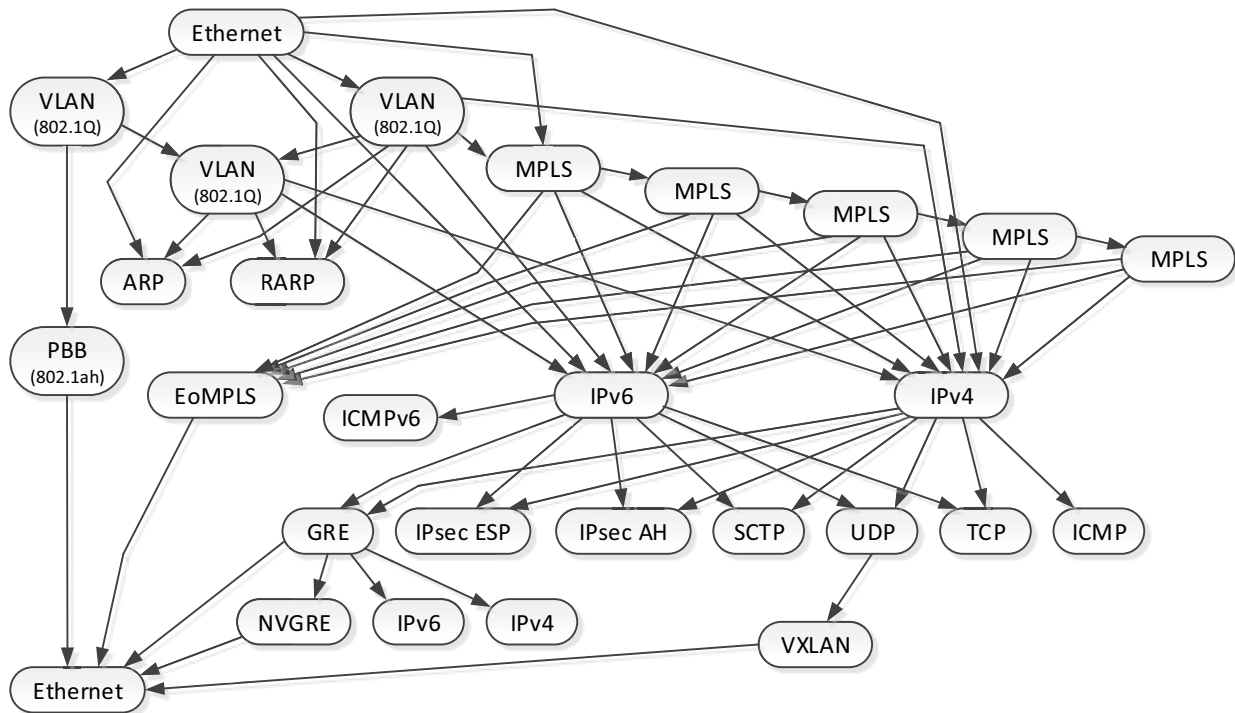 Ethernet
VLAN
(802.1Q)
VLAN
(802.1Q)
VLAN
(802.1Q)
MPLS
MPLS
MPLS
MPLS
MPLS
ARP
RARP
PBB
(802.1ah)
EoMPLS
ICMPv6
IPv6
IPv4
GRE
IPsec ESP
IPsec AH
SCTP
UDP
TCP
ICMP
NVGRE
IPv6
IPv4
VXLAN
Ethernet